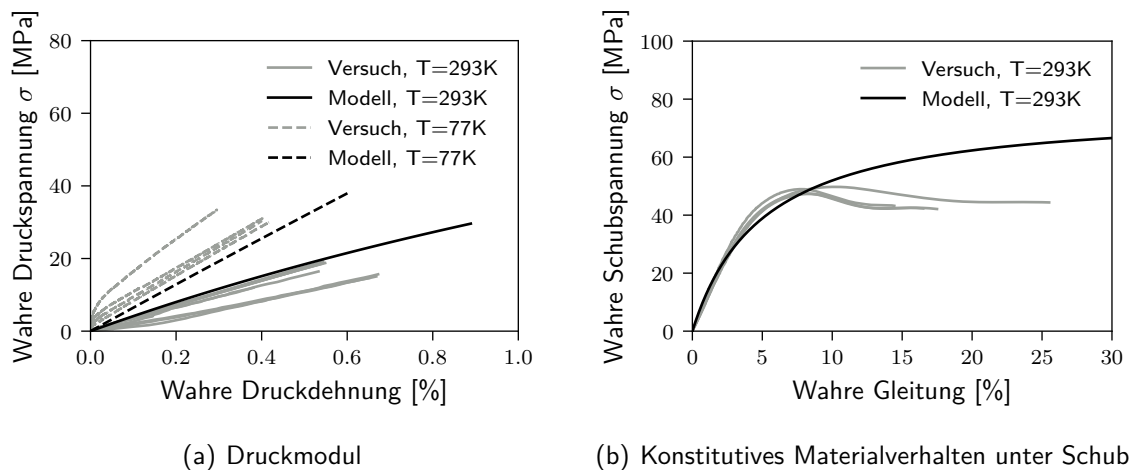 Wahre Druckspannung σ [MPa]
80
60
40
20
0
Versuch, T=293K
Modell, T=293K
Versuch, T=77K
Modell, T=77K
0.0 0.2 0.4 0.6 0.8 1.0
Wahre Druckdehnung [%]
(a) Druckmodul
Wahre Schubspannung σ [MPa]
100
80
60
40
20
0
Versuch, T=293K
Modell, T=293K
0 5 10 15 20 25 30
Wahre Gleitung [%]
(b) Konstitutives Materialverhalten unter Schub